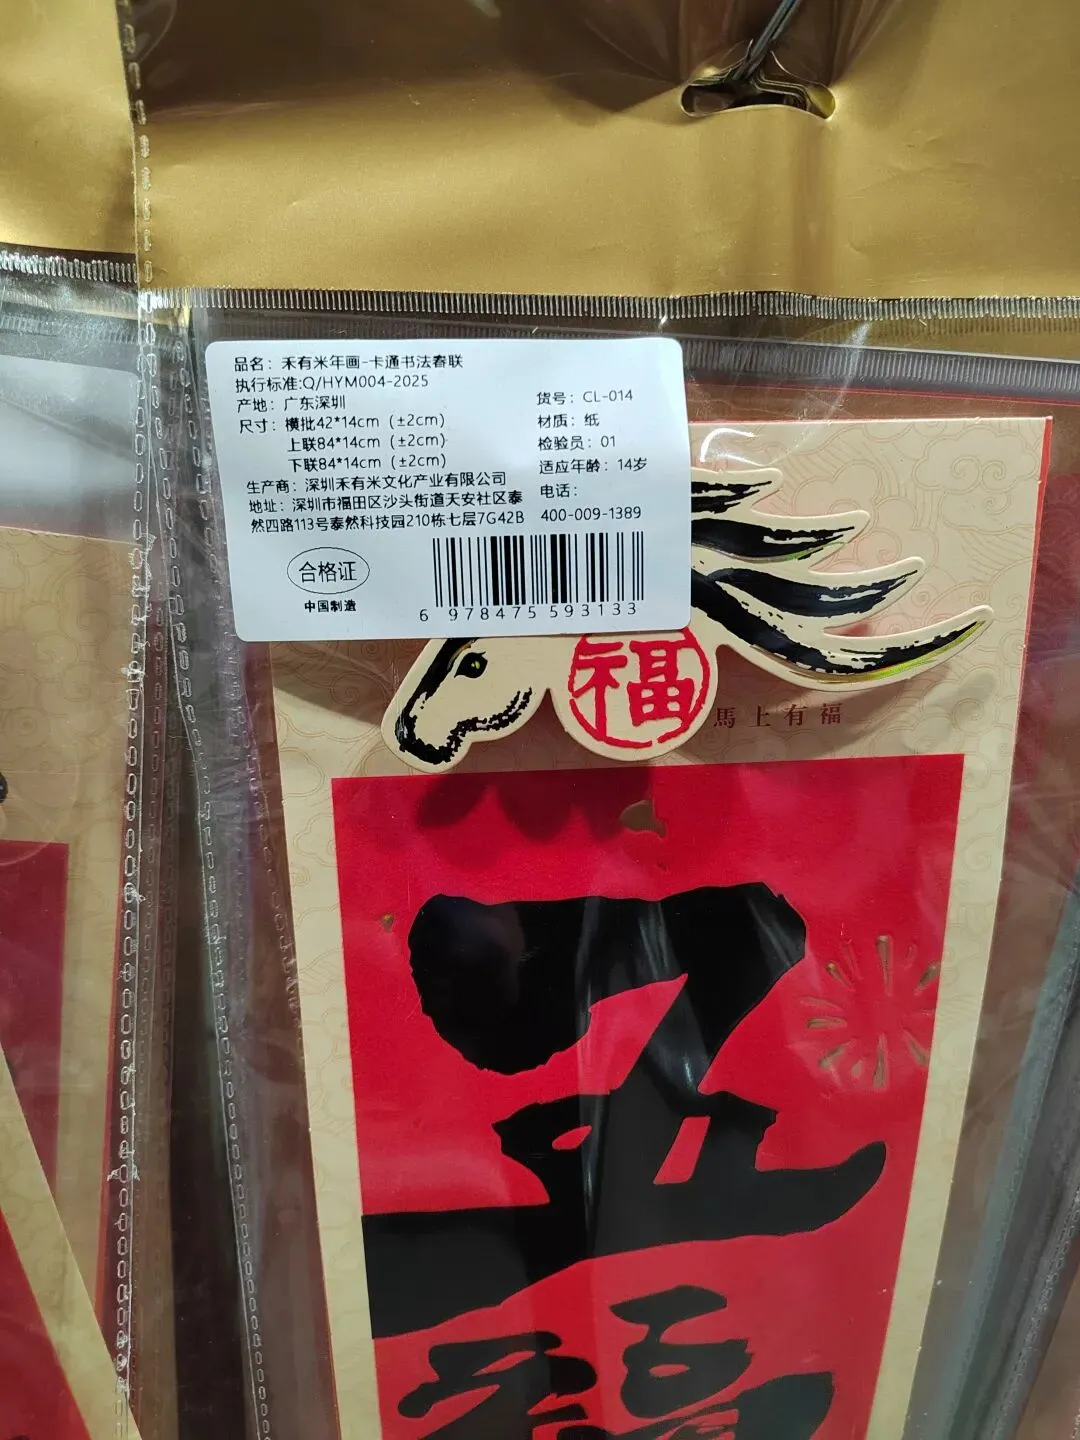 品名：禾有米年画-卡通书法春联
执行标准:Q/HYM004-2025
产地：广东深圳
尺寸：横批42*14cm（±2cm）
上联84*14cm（±2cm）
下联84*14cm（±2cm）
生产商：深圳禾有米文化产业有限公司
地址：深圳市福田区沙头街道天安社区泰
然四路113号泰然科技园210栋七层7G42B
货号：CL-014
材质：纸
检验员：01
适应年龄：14岁
电话：
400-009-1389
合格证
中国制造
6 978475 593133
福
馬上有福
五
福